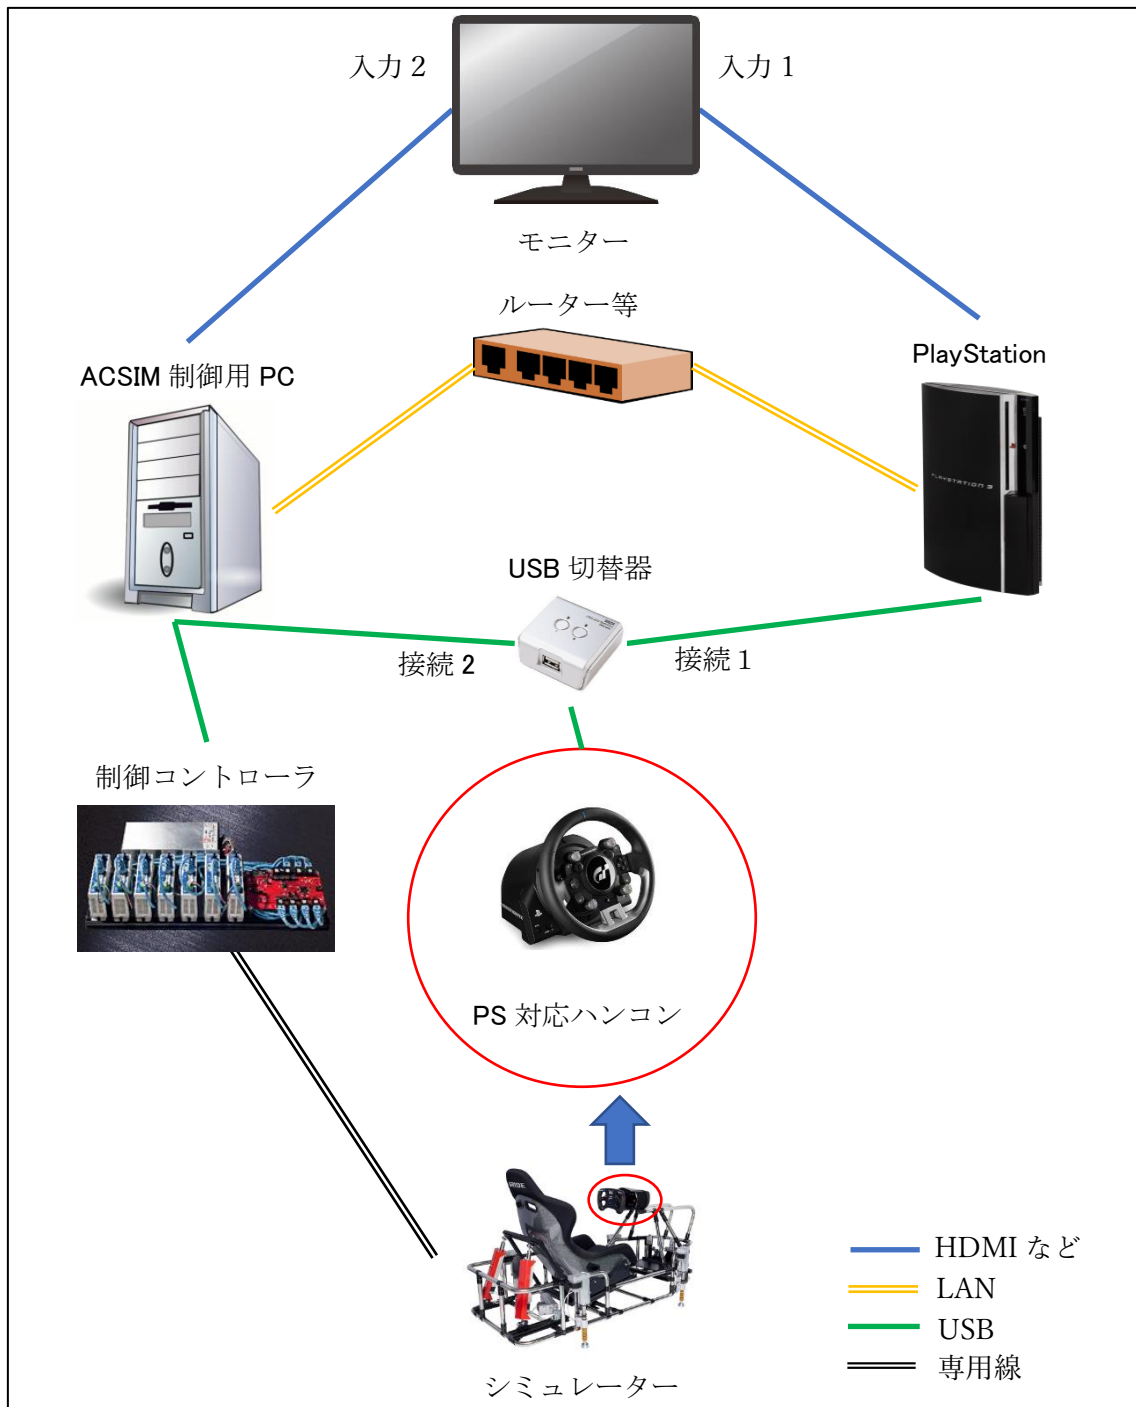 入力 2
入力 1
モニター
ルーター等
ACSIM 制御用 PC
PlayStation
PLAYSTATION 3
USB 切替器
接続 2
接続 1
制御コントローラ
PS 対応ハンコン
BRIDE
HDMI など
LAN
USB
専用線
シミュレーター